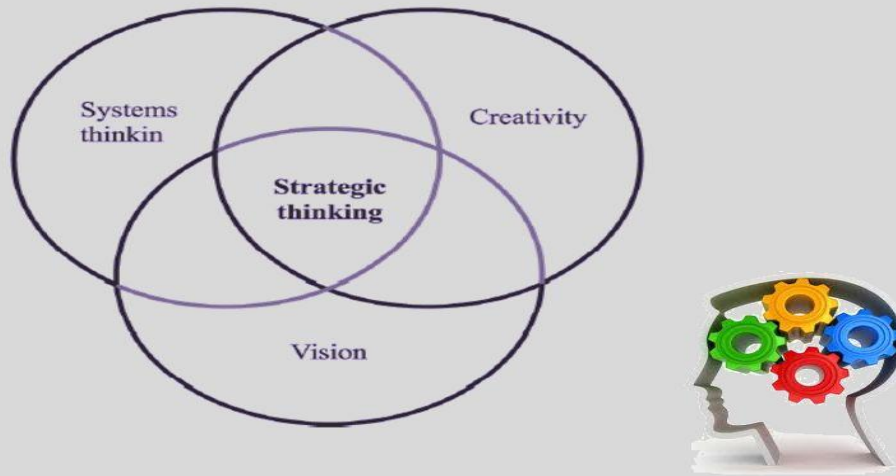 Systems
thinkin
Creativity
Strategic
thinking
Vision